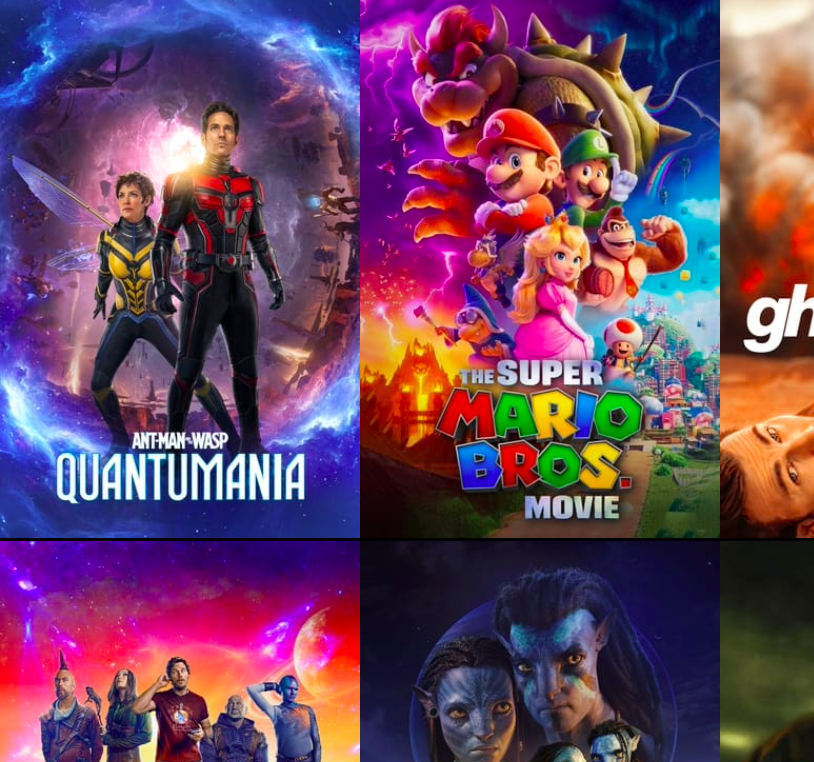 ANT-MAN AND THE WASP
QUANTUMANIA
THE SUPER
MARIO
BROS.
MOVIE
gh